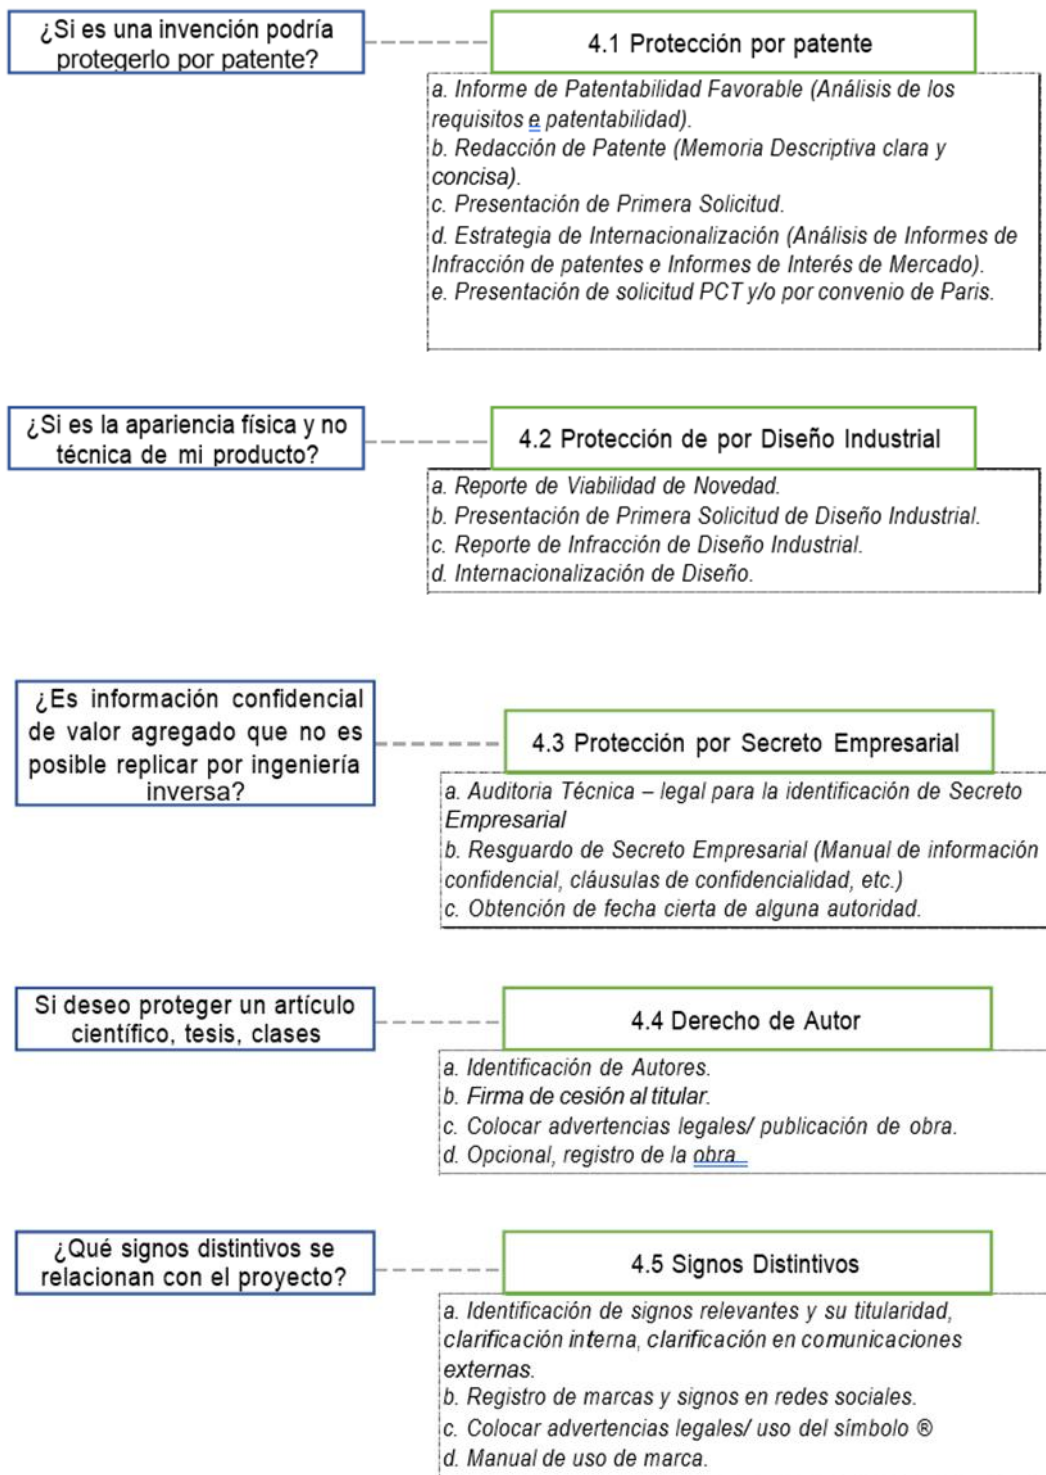 ¿Si es una invención podría
protegerlo por patente?
4.1 Protección por patente
a. Informe de Patentabilidad Favorable (Análisis de los
requisitos e patentabilidad).
b. Redacción de Patente (Memoria Descriptiva clara y
concisa).
c. Presentación de Primera Solicitud.
d. Estrategia de Internacionalización (Análisis de Informes de
Infracción de patentes e Informes de Interés de Mercado).
e. Presentación de solicitud PCT y/o por convenio de Paris.
¿Si es la apariencia física y no
técnica de mi producto?
4.2 Protección de por Diseño Industrial
a. Reporte de Viabilidad de Novedad.
b. Presentación de Primera Solicitud de Diseño Industrial.
c. Reporte de Infracción de Diseño Industrial.
d. Internacionalización de Diseño.
¿Es información confidencial
de valor agregado que no es
posible replicar por ingeniería
inversa?
4.3 Protección por Secreto Empresarial
a. Auditoria Técnica – legal para la identificación de Secreto
Empresarial
b. Resguardo de Secreto Empresarial (Manual de información
confidencial, cláusulas de confidencialidad, etc.)
c. Obtención de fecha cierta de alguna autoridad.
Si deseo proteger un artículo
científico, tesis, clases
4.4 Derecho de Autor
a. Identificación de Autores.
b. Firma de cesión al titular.
c. Colocar advertencias legales/ publicación de obra.
d. Opcional, registro de la obra
¿Qué signos distintivos se
relacionan con el proyecto?
4.5 Signos Distintivos
a. Identificación de signos relevantes y su titularidad,
clarificación interna, clarificación en comunicaciones
externas.
b. Registro de marcas y signos en redes sociales.
c. Colocar advertencias legales/ uso del símbolo ®
d. Manual de uso de marca.